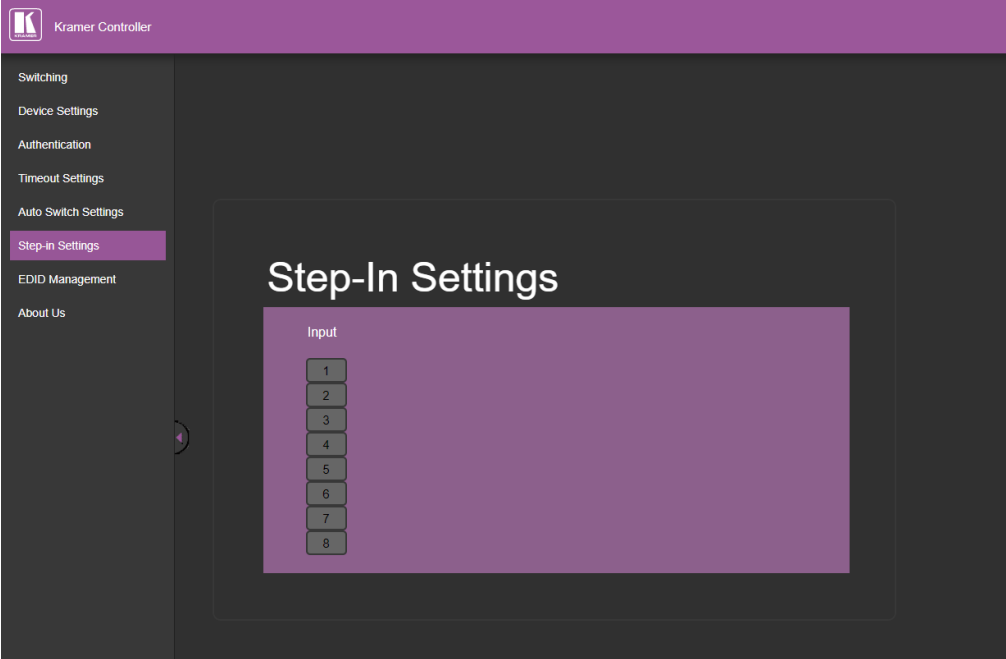 KRAMER
Kramer Controller
Switching
Device Settings
Authentication
Timeout Settings
Auto Switch Settings
Step-in Settings
EDID Management
About Us
Step-In Settings
Input
1
2
3
4
5
6
7
8